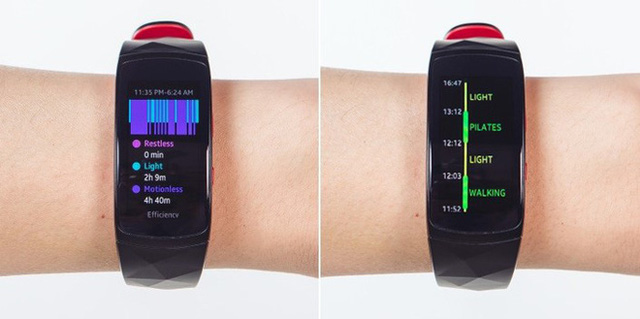 11:35 PM-6:24 AM
Restless
0 min
Light
2h 9m
Motionless
4h 40m
Efficiency
16:47
LIGHT
13:12
PILATES
12:12
LIGHT
12:03
WALKING
11:52